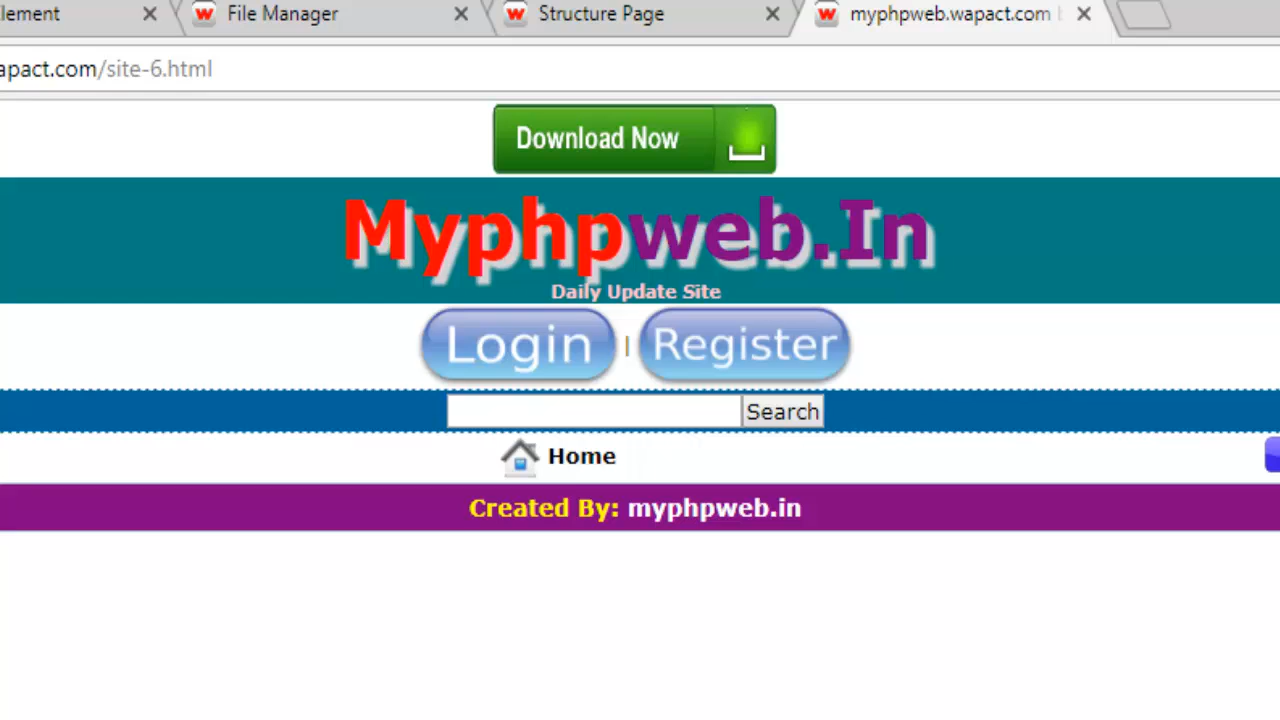 lement
File Manager
Structure Page
myphpweb.wapact.com
apact.com/site-6.html
Download Now
Myphpweb.In
Daily Update Site
Login | Register
Search
Home
Created By: myphpweb.in